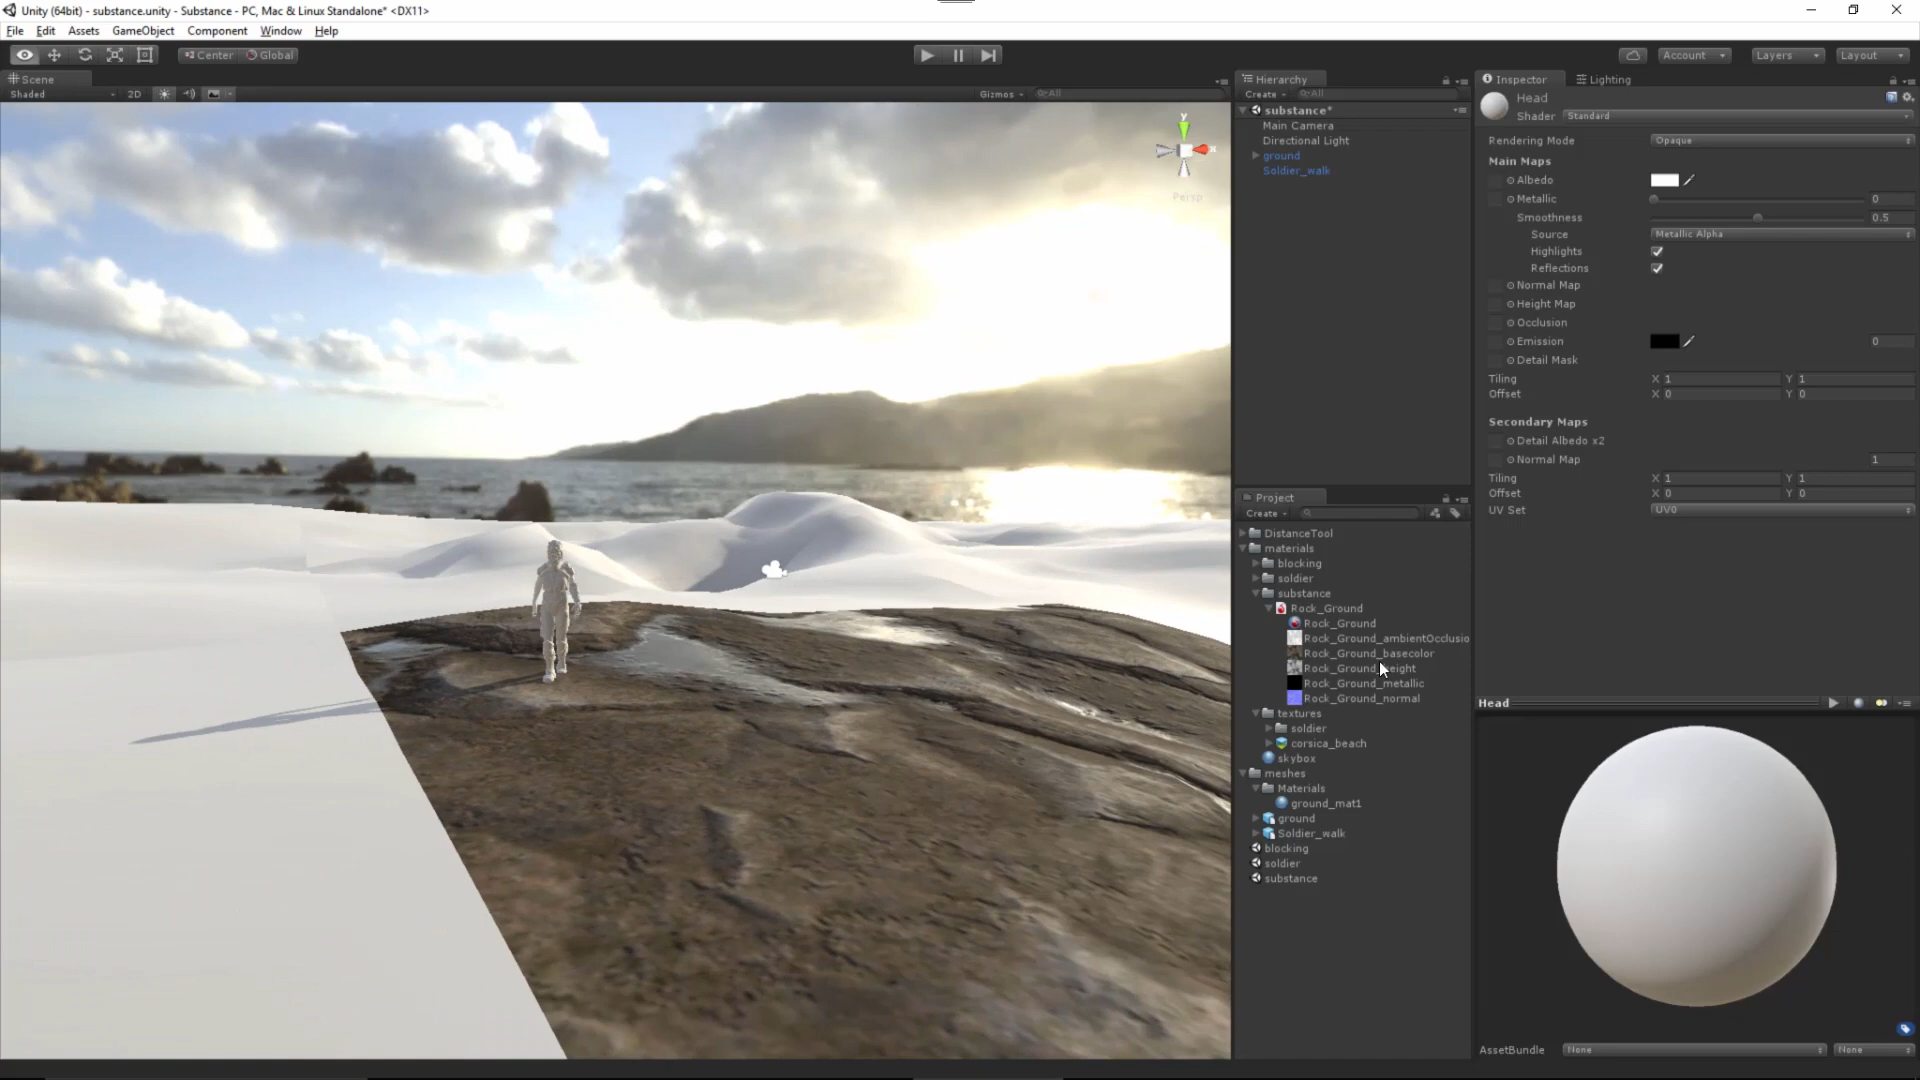 Unity (64bit) - substance.unity - Substance - PC, Mac & Linux Standalone* <DX11>
File Edit Assets GameObject Component Window Help
Center Global
Account Layers Layout
Scene
Shaded 2D Gizmos All
y
x
Persp
Hierarchy
Create All
substance*
Main Camera
Directional Light
ground
Soldier_walk
Project
Create
DistanceTool
materials
blocking
soldier
substance
Rock_Ground
Rock_Ground
Rock_Ground_ambientOcclusio
Rock_Ground_basecolor
Rock_Ground_height
Rock_Ground_metallic
Rock_Ground_normal
textures
soldier
corsica_beach
skybox
meshes
Materials
ground_mat1
ground
Soldier_walk
blocking
soldier
substance
Inspector Lighting
Head
Shader Standard
Rendering Mode Opaque
Main Maps
Albedo
Metallic 0
Smoothness 0.5
Source Metallic Alpha
Highlights
Reflections
Normal Map
Height Map
Occlusion
Emission 0
Detail Mask
Tiling X 1 Y 1
Offset X 0 Y 0
Secondary Maps
Detail Albedo x2
Normal Map 1
Tiling X 1 Y 1
Offset X 0 Y 0
UV Set UV0
Head
AssetBundle None None